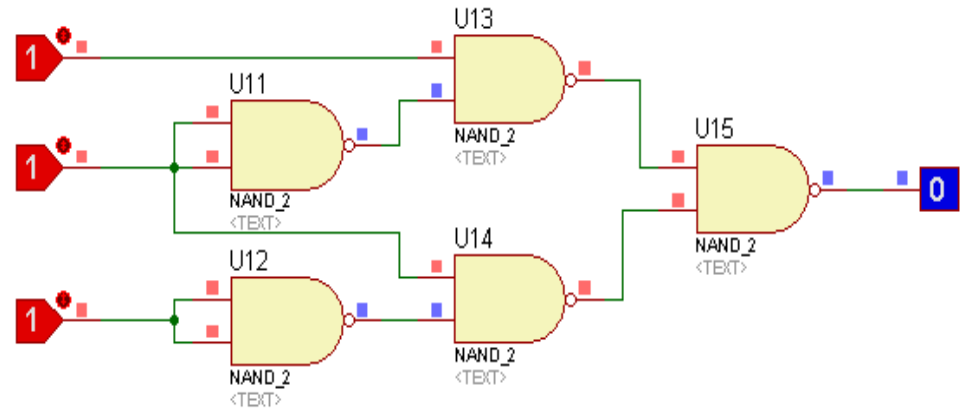 U13
1
U11
NAND_2
<TEXT>
U15
1
NAND_2
<TEXT>
0
U14
NAND_2
<TEXT>
U12
1
NAND_2
<TEXT>
NAND_2
<TEXT>